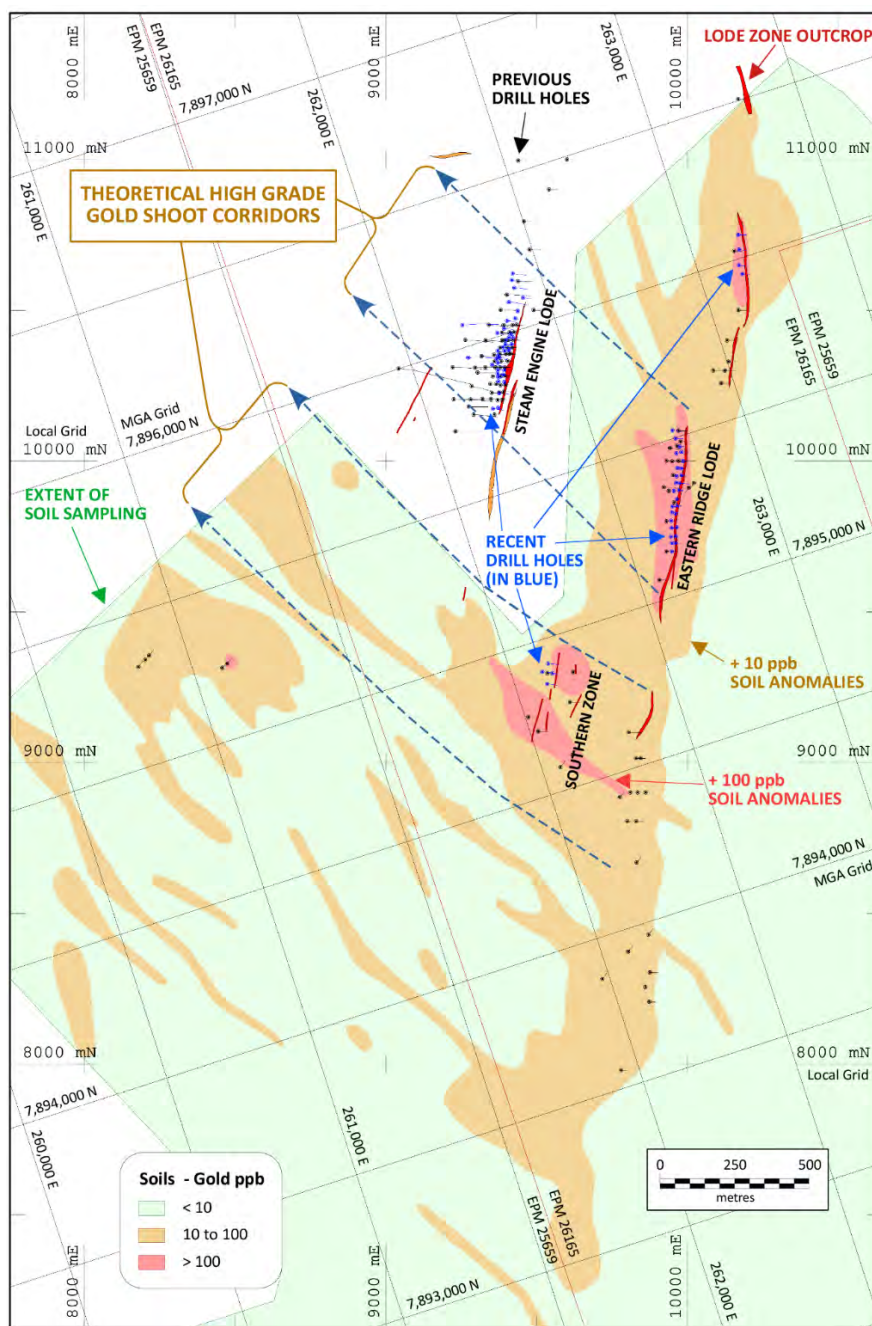 8000 mE
EPM 26165
EPM 25659
7,897,000 N
262,000 E
9000 mE
263,000 E
10000 mE
LODE ZONE OUTCROP
PREVIOUS
DRILL HOLES
11000 mN
11000 mN
261,000 E
THEORETICAL HIGH GRADE
GOLD SHOOT CORRIDORS
EPM 25659
EPM 26165
STEAM ENGINE LODE
MGA Grid
7,896,000 N
Local Grid
10000 mN
10000 mN
EXTENT OF
SOIL SAMPLING
RECENT
DRILL HOLES
(IN BLUE)
EASTERN RIDGE LODE
263,000 E
7,895,000 N
+ 10 ppb
SOIL ANOMALIES
SOUTHERN ZONE
9000 mN
9000 mN
+ 100 ppb
SOIL ANOMALIES
7,894,000 N
MGA Grid
8000 mN
8000 mN
Local Grid
7,894,000 N
260,000 E
261,000 E
Soils - Gold ppb
< 10
10 to 100
> 100
0 250 500
metres
EPM 26165
EPM 25659
8000 mE
9000 mE
7,893,000 N
10000 mE
262,000 E